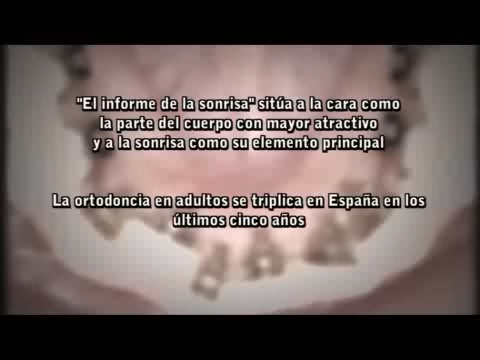 "El informe de la sonrisa" sitúa a la cara como
la parte del cuerpo con mayor atractivo
y a la sonrisa como su elemento principal
La ortodoncia en adultos se triplica en España en los
últimos cinco años